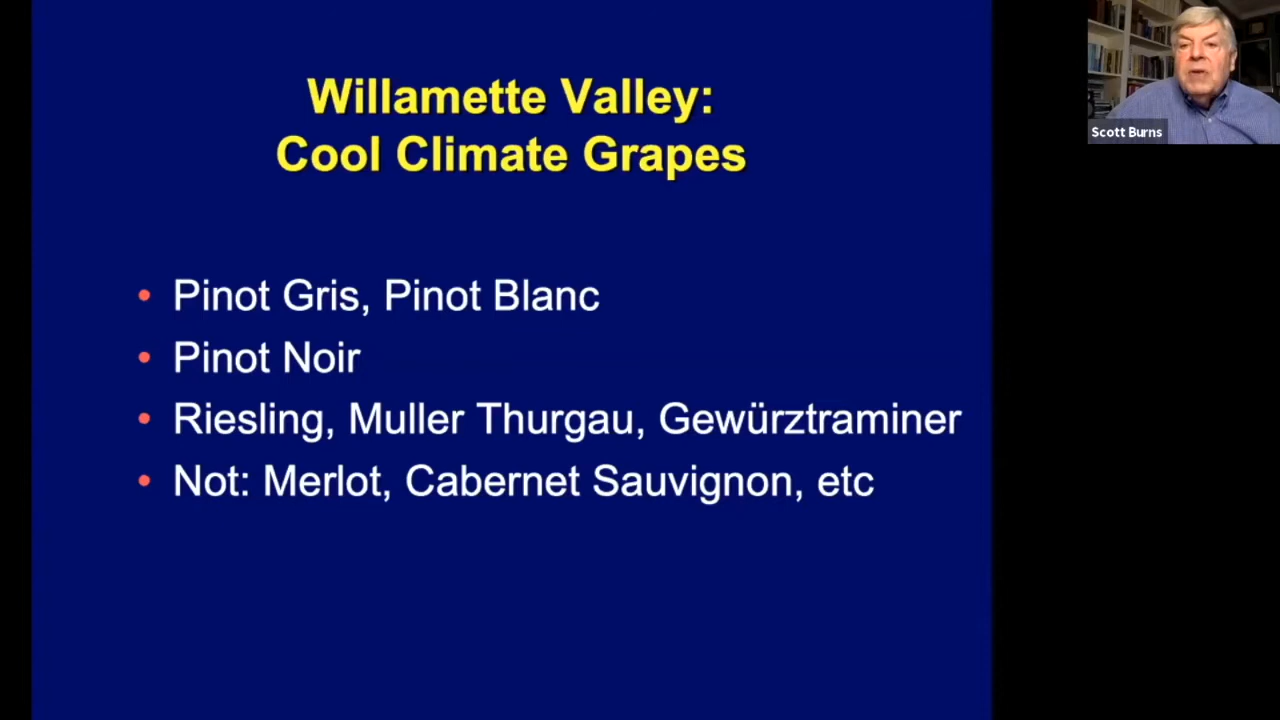 Willamette Valley:
Cool Climate Grapes
• Pinot Gris, Pinot Blanc
• Pinot Noir
• Riesling, Muller Thurgau, Gewürztraminer
• Not: Merlot, Cabernet Sauvignon, etc
Scott Burns